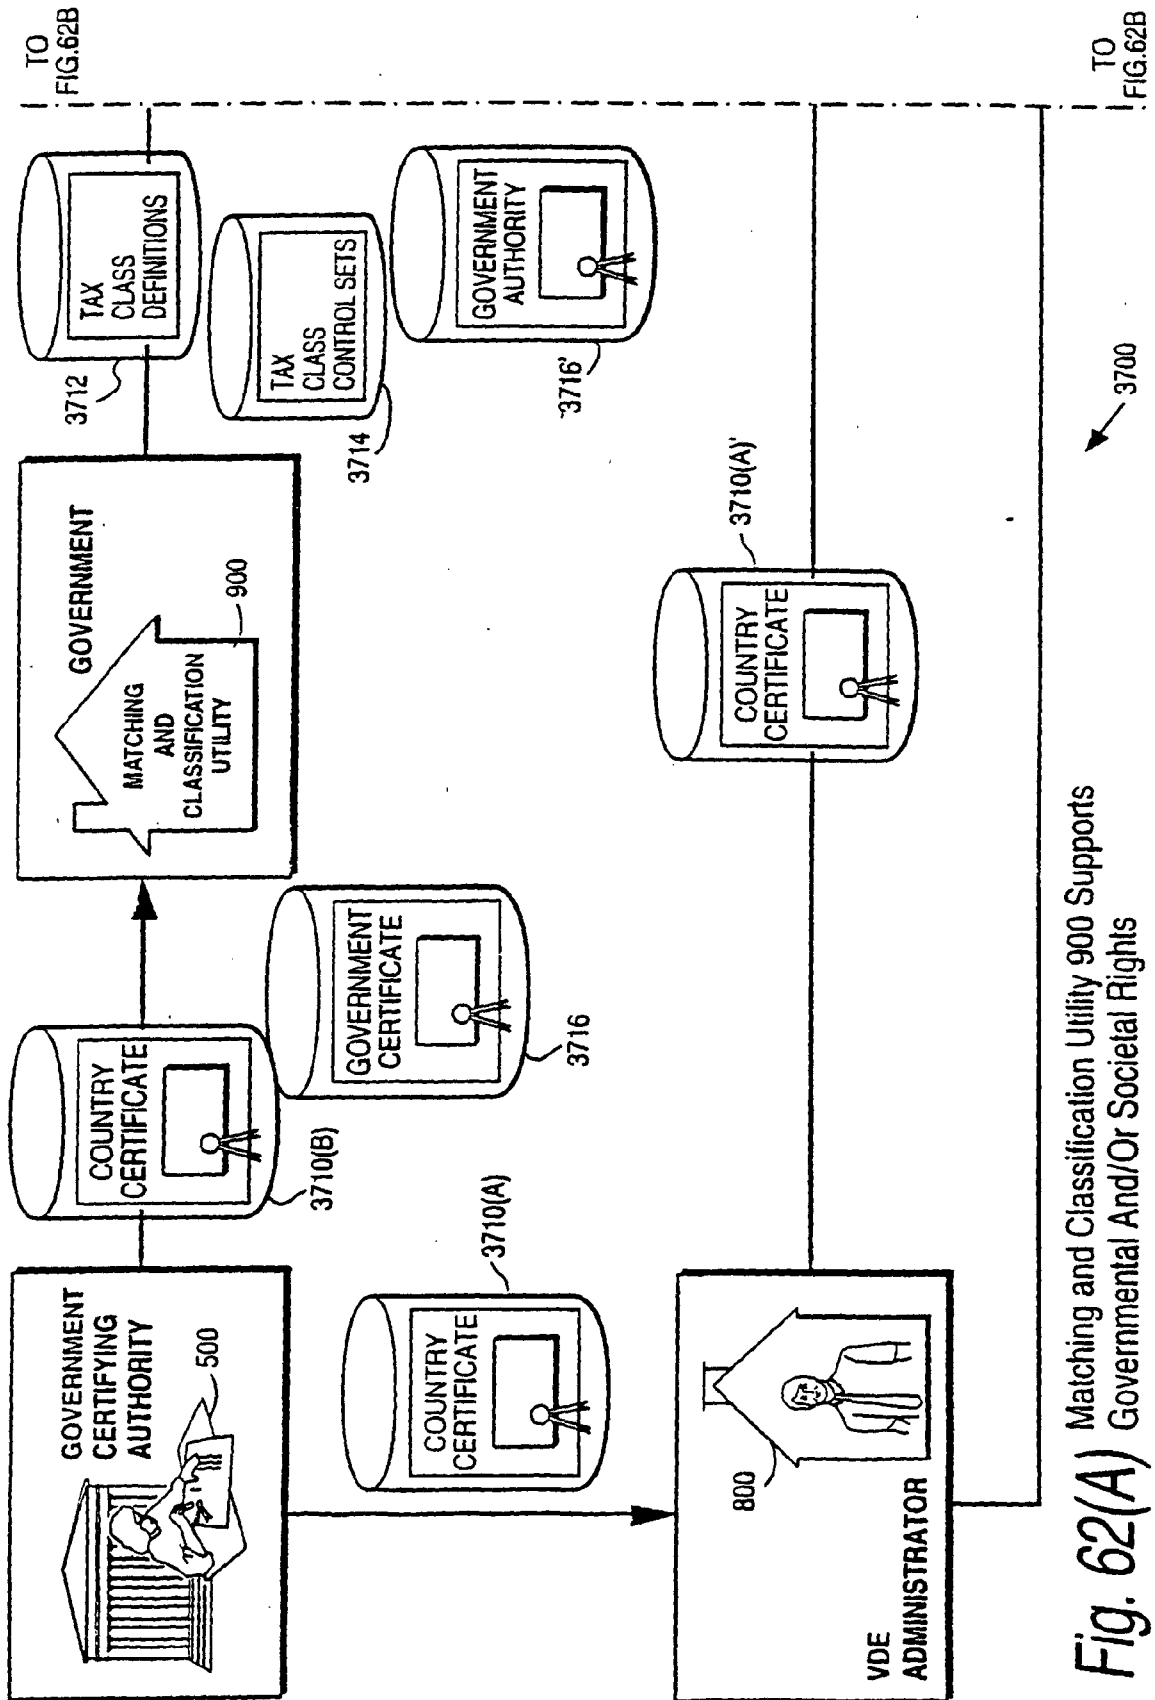 TO
FIG.62B
TAX
CLASS
DEFINITIONS
3712
TAX
CLASS
CONTROL SETS
3714
GOVERNMENT
AUTHORITY
3716'
GOVERNMENT
MATCHING
AND
CLASSIFICATION
UTILITY
900
COUNTRY
CERTIFICATE
3710(B)
GOVERNMENT
CERTIFICATE
3716
GOVERNMENT
CERTIFYING
AUTHORITY
500
COUNTRY
CERTIFICATE
3710(A)
COUNTRY
CERTIFICATE
3710(A)'
800
VDE
ADMINISTRATOR
TO
FIG.62B
3700
Fig. 62(A) Matching and Classification Utility 900 Supports
Governmental And/Or Societal Rights